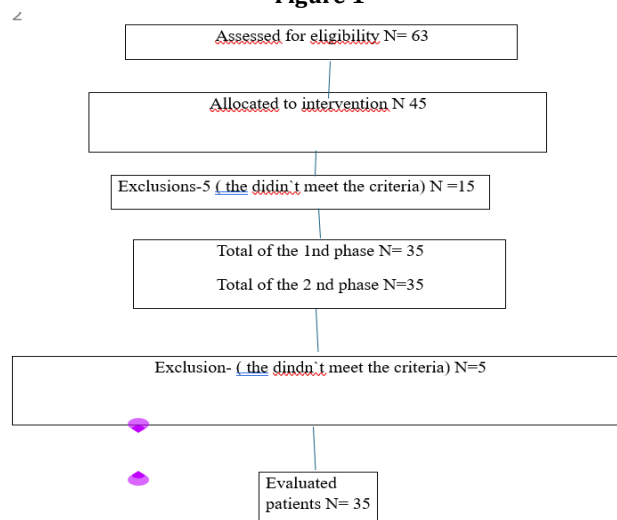 Figure 1
Assessed for eligibility N= 63
Allocated to intervention N 45
Exclusions-5 ( the didin`t meet the criteria) N =15
Total of the 1nd phase N= 35
Total of the 2 nd phase N=35
Exclusion- ( the dindn`t meet the criteria) N=5
Evaluated
patients N= 35